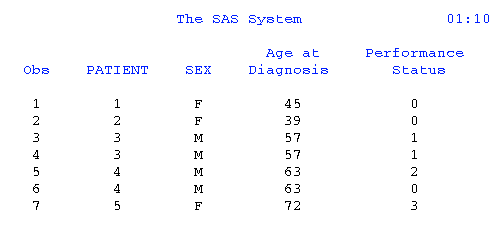 The SAS System 01:10
Age at Performance
Obs PATIENT SEX Diagnosis Status
1 1 F 45 0
2 2 F 39 0
3 3 M 57 1
4 3 M 57 1
5 4 M 63 2
6 4 M 63 0
7 5 F 72 3